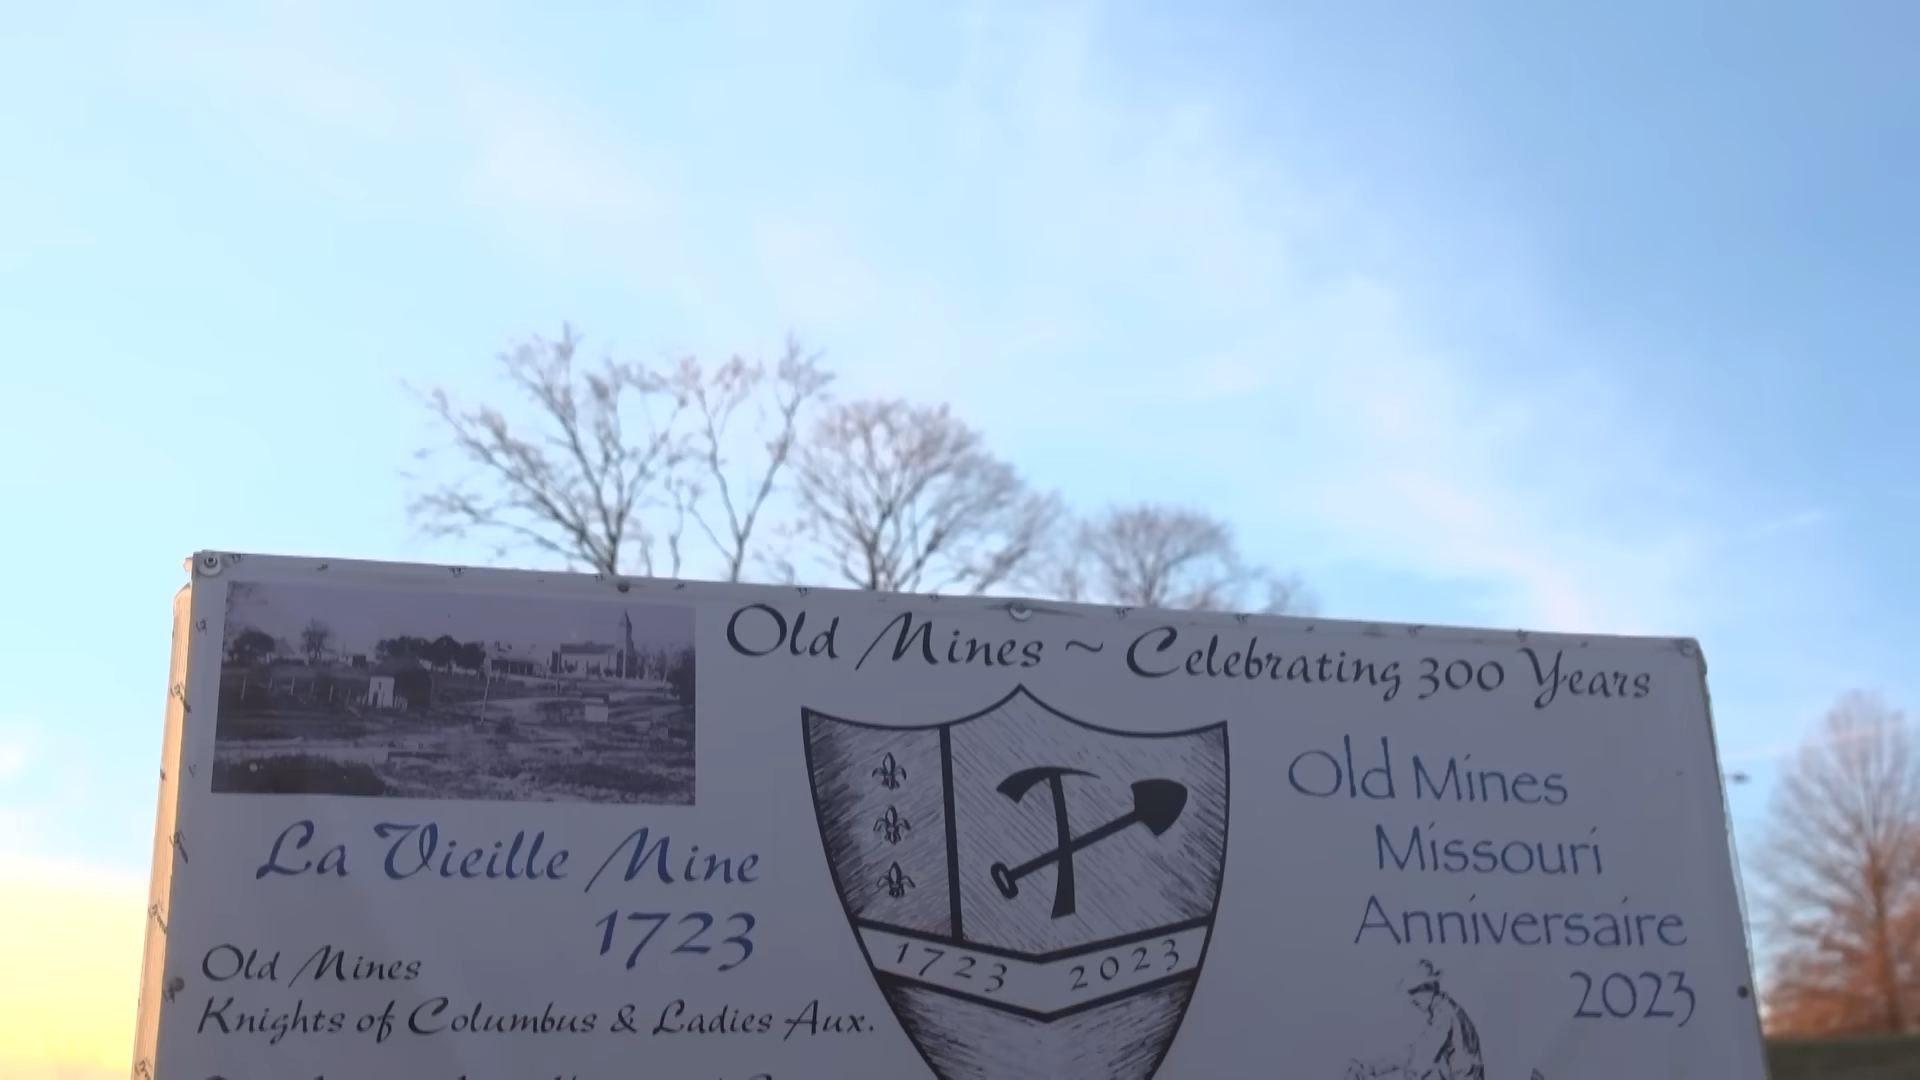 Old Mines ~ Celebrating 300 Years
La Vieille Mine
1723
Old Mines
Knights of Columbus & Ladies Aux.
1723 2023
Old Mines
Missouri
Anniversaire
2023